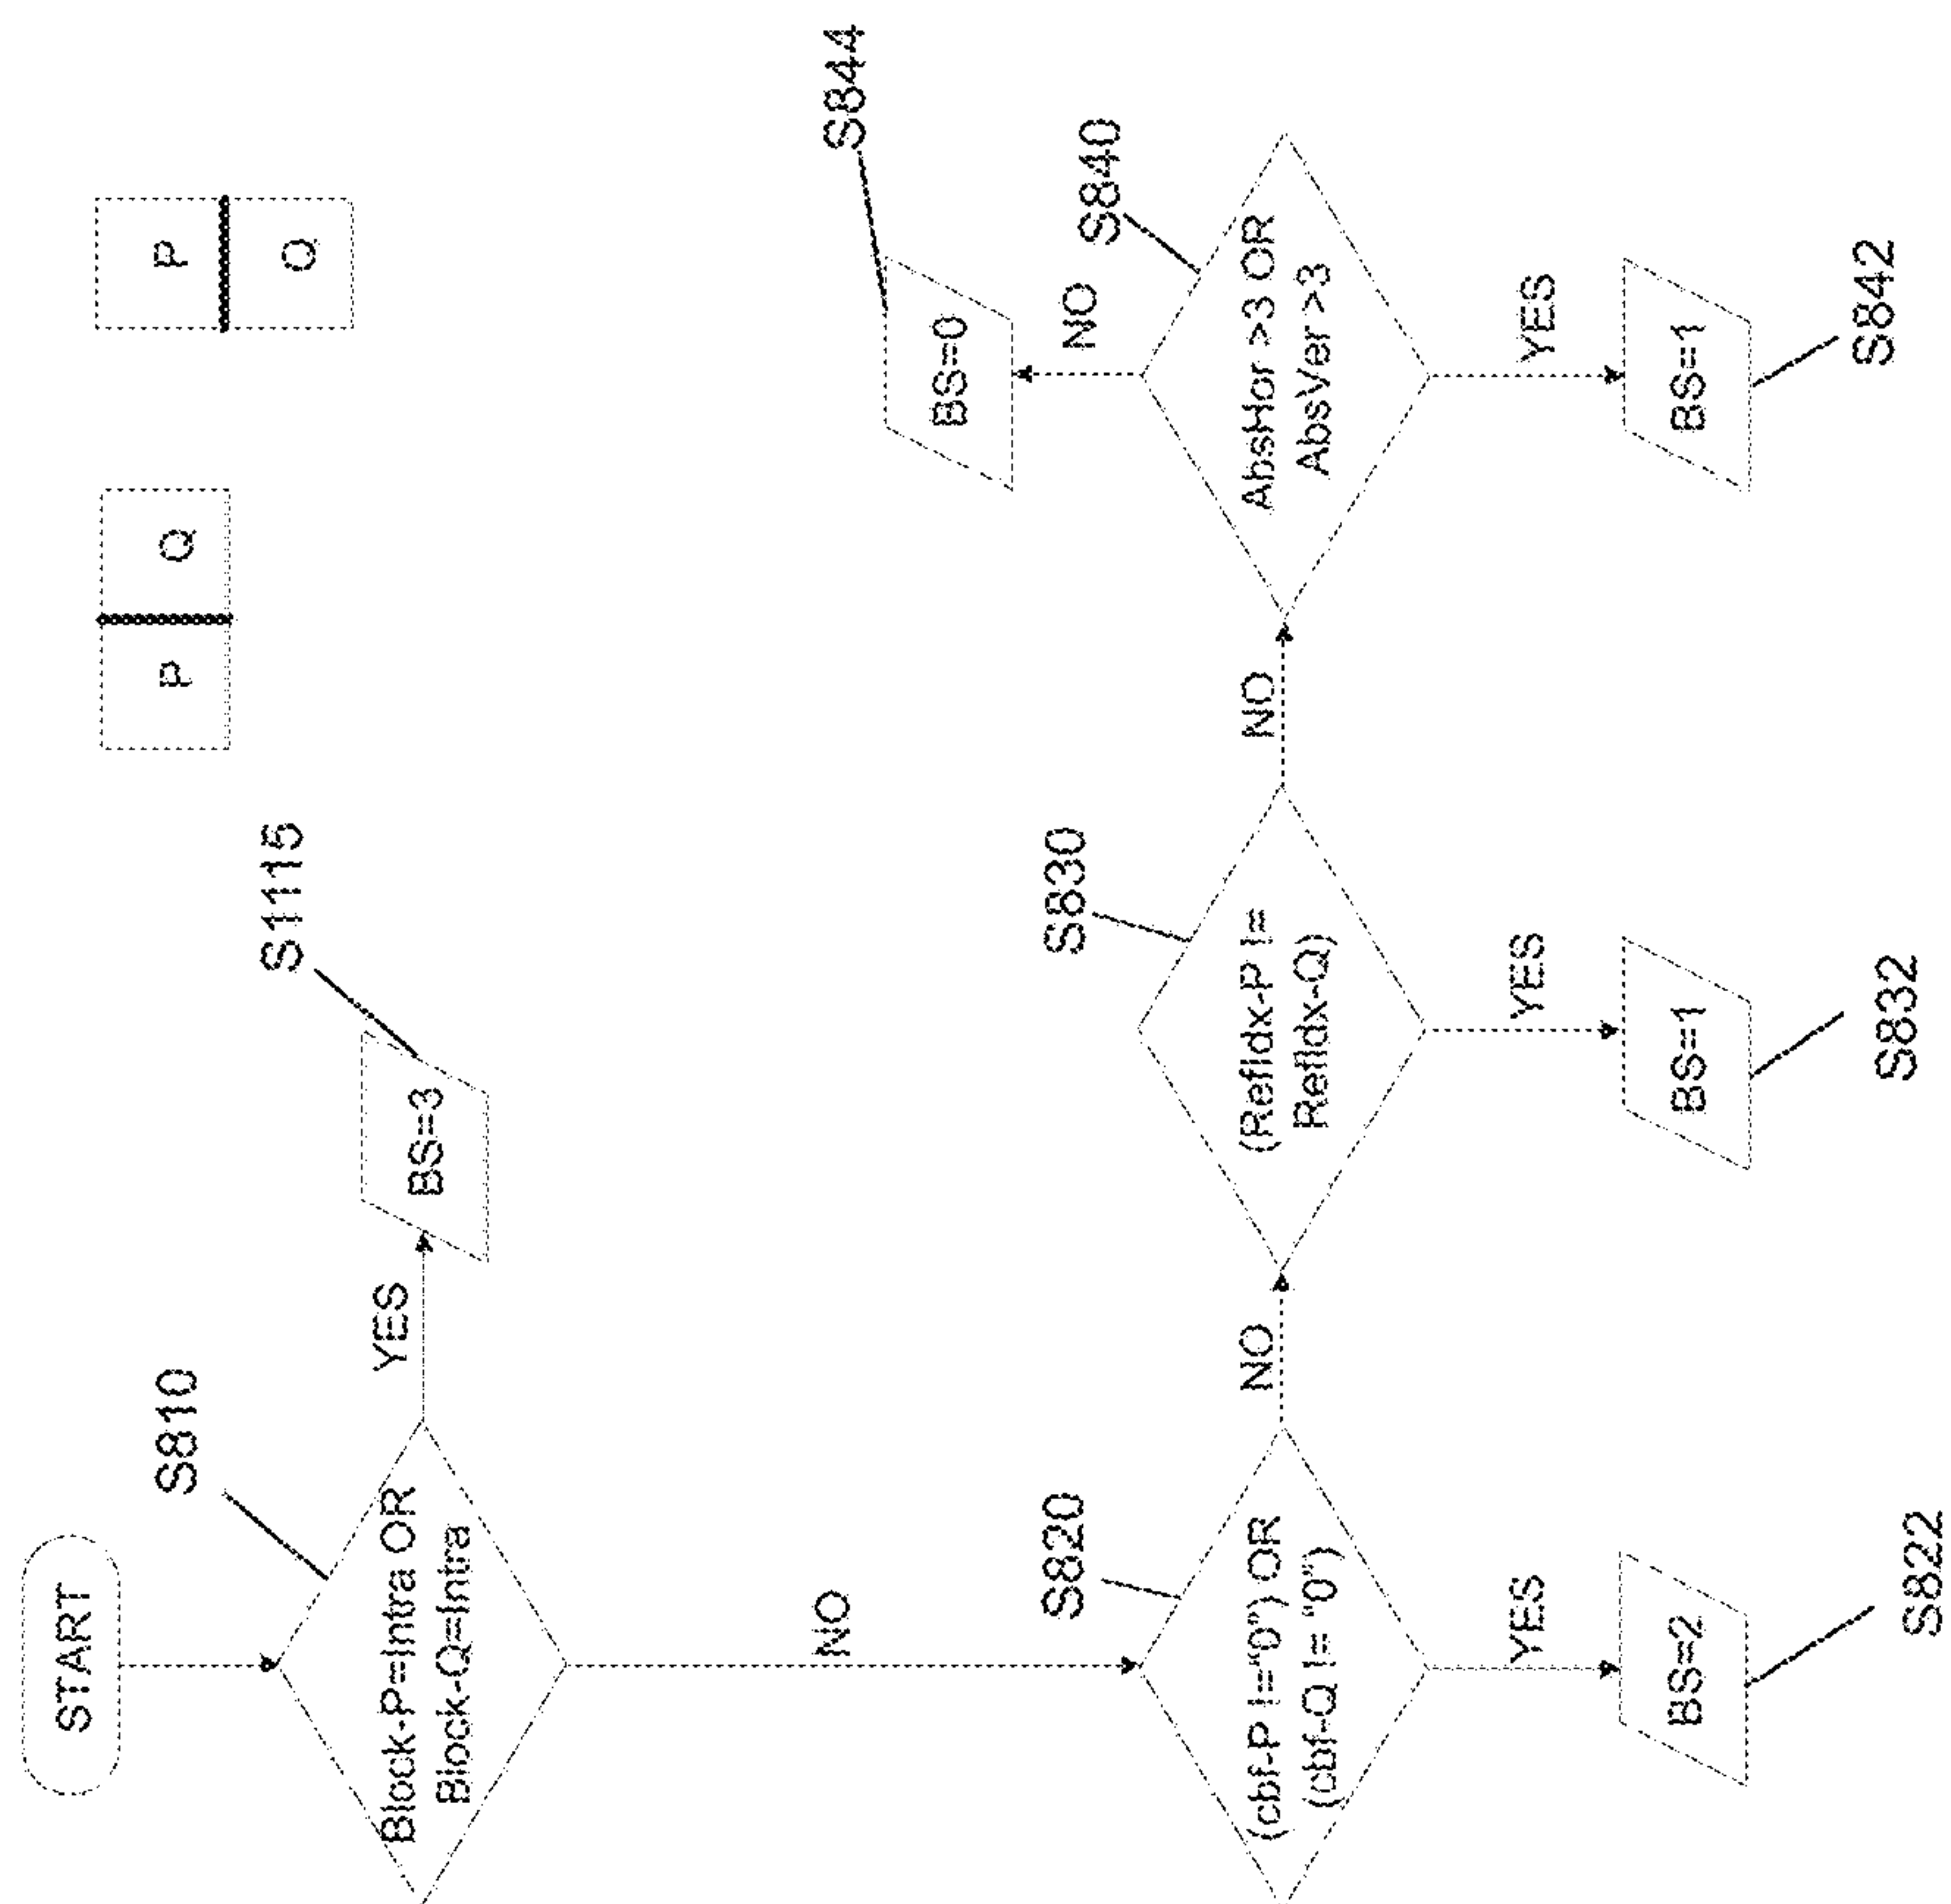 START
S810
Block-P=Intra OR
Block-Q=Intra
YES
BS=3
S1115
P
Q
P
Q
NO
S820
(cbf-P !="0") OR
(cbf-Q != "0")
YES
BS=2
S822
NO
S830
(RefIdx-P !=
RefIdx-Q)
YES
BS=1
S832
NO
S840
AbsHor >3 OR
AbsVer >3
NO
BS=0
S844
YES
BS=1
S842